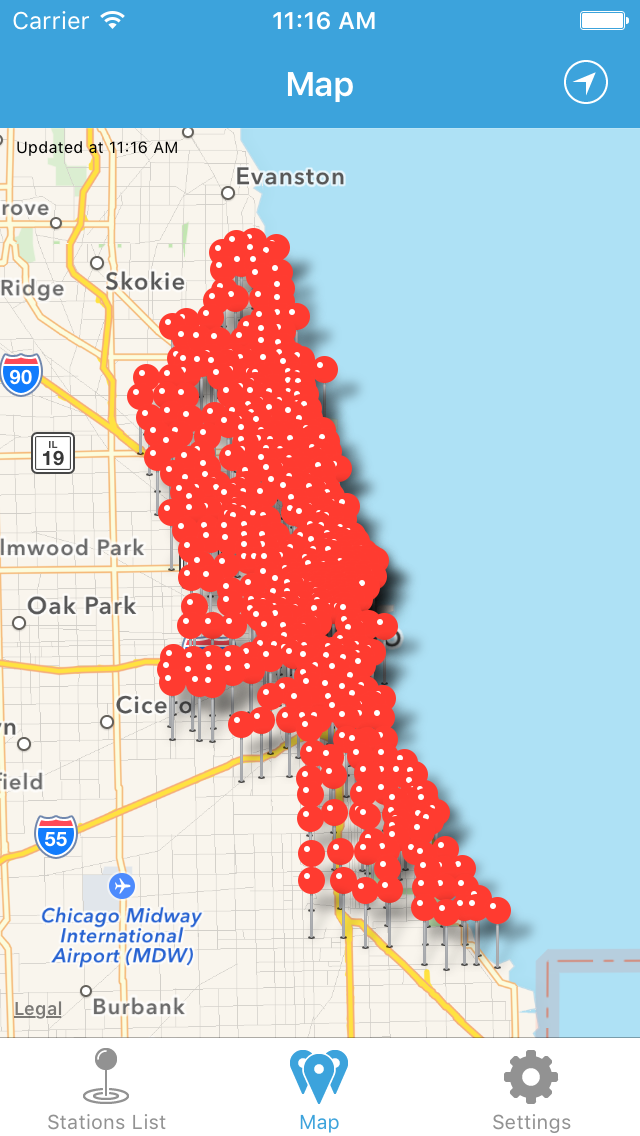 Carrier 11:16 AM
Map
Updated at 11:16 AM
Evanston
rove
Skokie
Ridge
90
IL
19
lmwood Park
Oak Park
Cicero
n
field
55
Chicago Midway
International
Airport (MDW)
Legal
Burbank
Stations List Map Settings